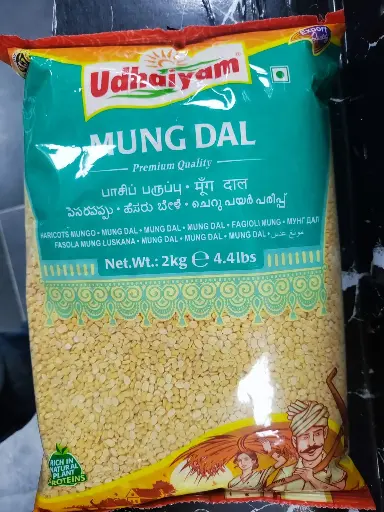 Udhaiyam
MUNG DAL
Premium Quality
பாசிப் பருப்பு • मूँग दाल
పెసరపప్పు • ಹೆಸರು ಬೇಳೆ • ചെറു പയർ പരിപ്പ്
HARICOTS MUNGO • MUNG DAL • MUNG DAL • MUNG DAL • FAGIOLI MUNG • МУНГ ДАЛ
FASOLA MUNG LUSKANA • MUNG DAL • MUNG DAL • MUNG DAL •
Net.Wt.: 2kg ℮ 4.4lbs
RICH IN
NATURAL
PLANT
PROTEINS